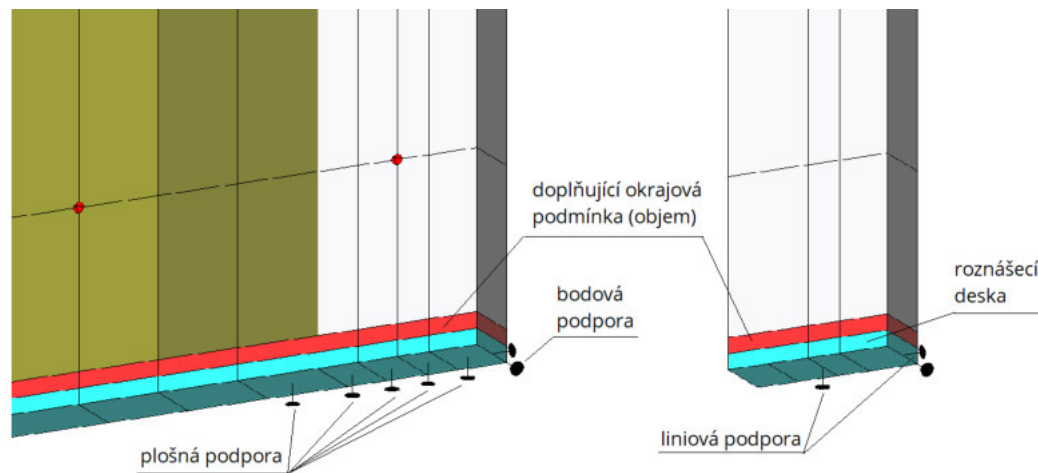 doplňující okrajová
podmínka (objem)
roznášecí
deska
bodová
podpora
plošná podpora
liniová podpora